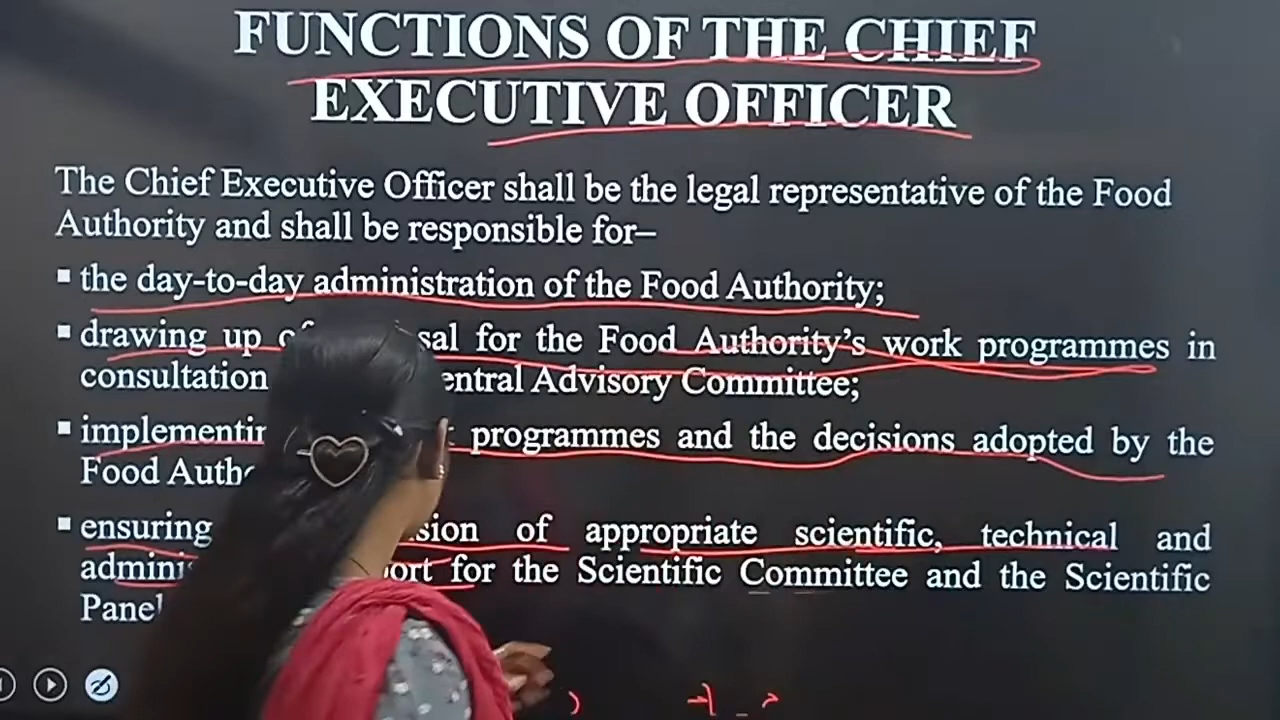 FUNCTIONS OF THE CHIEF
EXECUTIVE OFFICER
The Chief Executive Officer shall be the legal representative of the Food
Authority and shall be responsible for–
▪ the day-to-day administration of the Food Authority;
▪ drawing up for the Food Authority's work programmes in
consultation Advisory Committee;
▪ programmes and the decisions adopted by the
Food
▪ ensuring of appropriate scientific, technical and
for the Scientific Committee and the Scientific